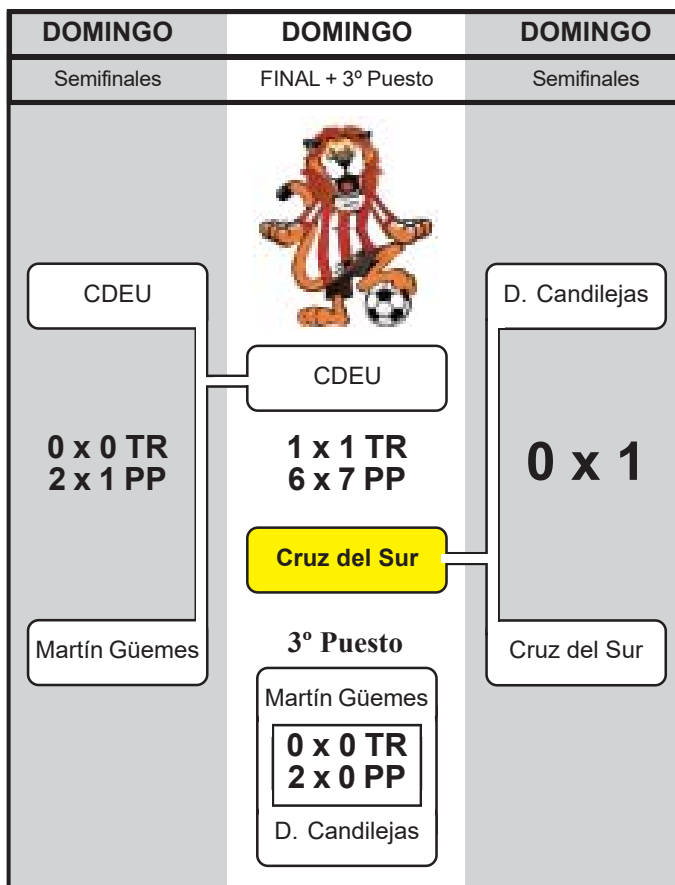 DOMINGO DOMINGO DOMINGO
Semifinales FINAL + 3º Puesto Semifinales
CDEU
D. Candilejas
CDEU
0 x 0 TR
2 x 1 PP
1 x 1 TR
6 x 7 PP
0 x 1
Cruz del Sur
Martín Güemes
3º Puesto
Cruz del Sur
Martín Güemes
0 x 0 TR
2 x 0 PP
D. Candilejas